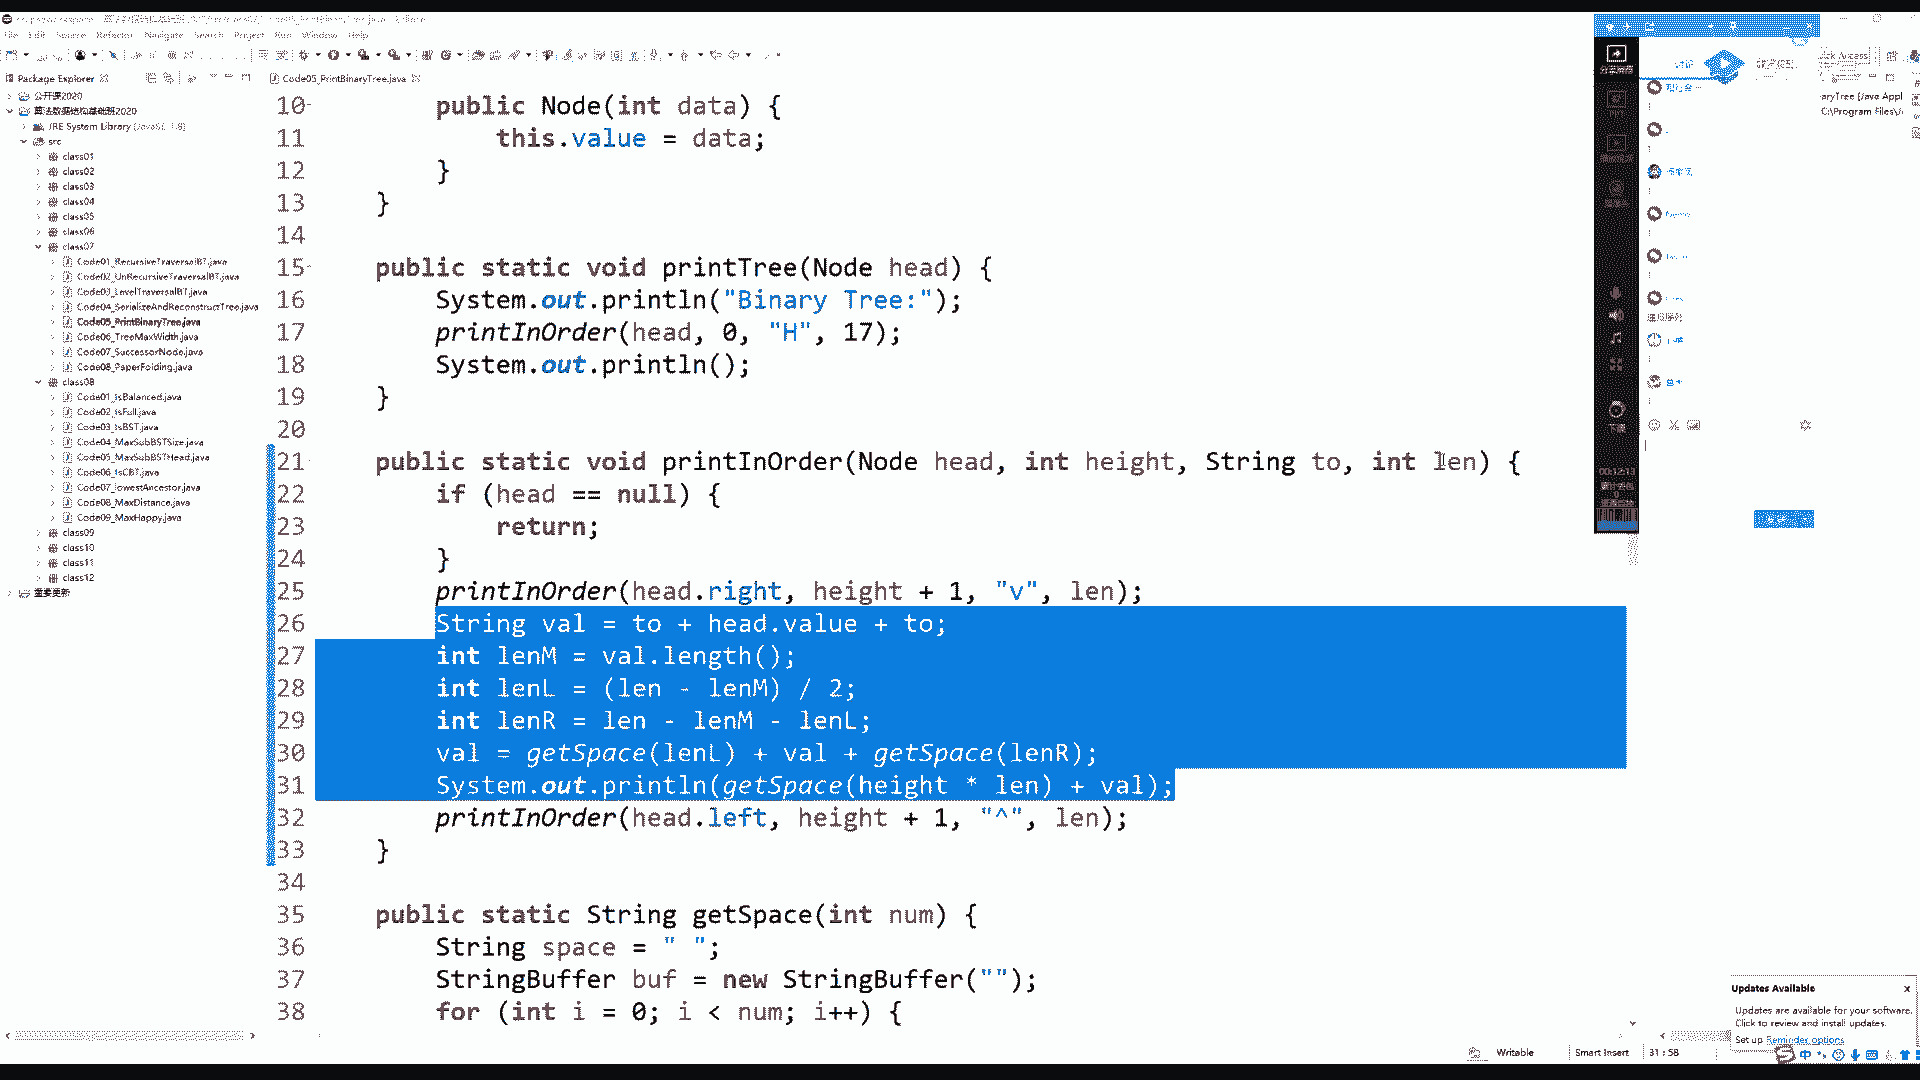 File Edit Source Refactor Navigate Search Project Run Window Help
Package Explorer
Code05_PrintBinaryTree.java
公开课2020
算法数据结构基础班2020
JRE System Library [JavaSE-1.8]
src
class01
class02
class03
class04
class05
class06
class07
Code01_RecursiveTraversalBT.java
Code02_UnRecursiveTraversalBT.java
Code03_LevelTraversalBT.java
Code04_SerializeAndReconstructTree.java
Code05_PrintBinaryTree.java
Code06_TreeMaxWidth.java
Code07_SuccessorNode.java
Code08_PaperFolding.java
class08
Code01_IsBalanced.java
Code02_IsFull.java
Code03_IsBST.java
Code04_MaxSubBSTSize.java
Code05_MaxSubBSTHead.java
Code06_IsCBT.java
Code07_lowestAncestor.java
Code08_MaxDistance.java
Code09_MaxHappy.java
class09
class10
class11
class12
重要更新
10 public Node(int data) {
11 this.value = data;
12 }
13 }
14
15 public static void printTree(Node head) {
16 System.out.println("Binary Tree:");
17 printInOrder(head, 0, "H", 17);
18 System.out.println();
19 }
20
21 public static void printInOrder(Node head, int height, String to, int len) {
22 if (head == null) {
23 return;
24 }
25 printInOrder(head.right, height + 1, "v", len);
26 String val = to + head.value + to;
27 int lenM = val.length();
28 int lenL = (len - lenM) / 2;
29 int lenR = len - lenM - lenL;
30 val = getSpace(lenL) + val + getSpace(lenR);
31 System.out.println(getSpace(height * len) + val);
32 printInOrder(head.left, height + 1, "^", len);
33 }
34
35 public static String getSpace(int num) {
36 String space = " ";
37 StringBuffer buf = new StringBuffer("");
38 for (int i = 0; i < num; i++) {
00:12:13
ck Access
aryTree [Java Appl
C:\Program Files\J
Updates Available
Updates are available for your software.
Click to review and install updates.
Set up Reminder options
Writable
Smart Insert
31 : 58
中